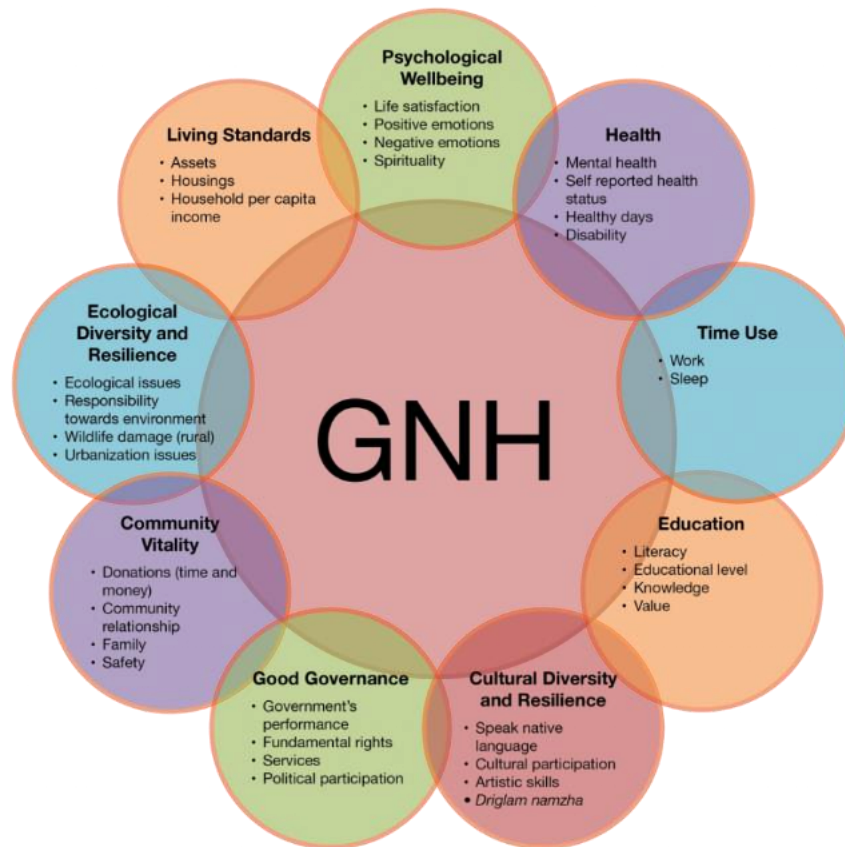 Psychological
Wellbeing
• Life satisfaction
• Positive emotions
• Negative emotions
• Spirituality
Health
• Mental health
• Self reported health
status
• Healthy days
• Disability
Time Use
• Work
• Sleep
Education
• Literacy
• Educational level
• Knowledge
• Value
Cultural Diversity
and Resilience
• Speak native
language
• Cultural participation
• Artistic skills
• Driglam namzha
Good Governance
• Government's
performance
• Fundamental rights
• Services
• Political participation
Community
Vitality
• Donations (time and
money)
• Community
relationship
• Family
• Safety
Ecological
Diversity and
Resilience
• Ecological issues
• Responsibility
towards environment
• Wildlife damage (rural)
• Urbanization issues
Living Standards
• Assets
• Housings
• Household per capita
income
GNH